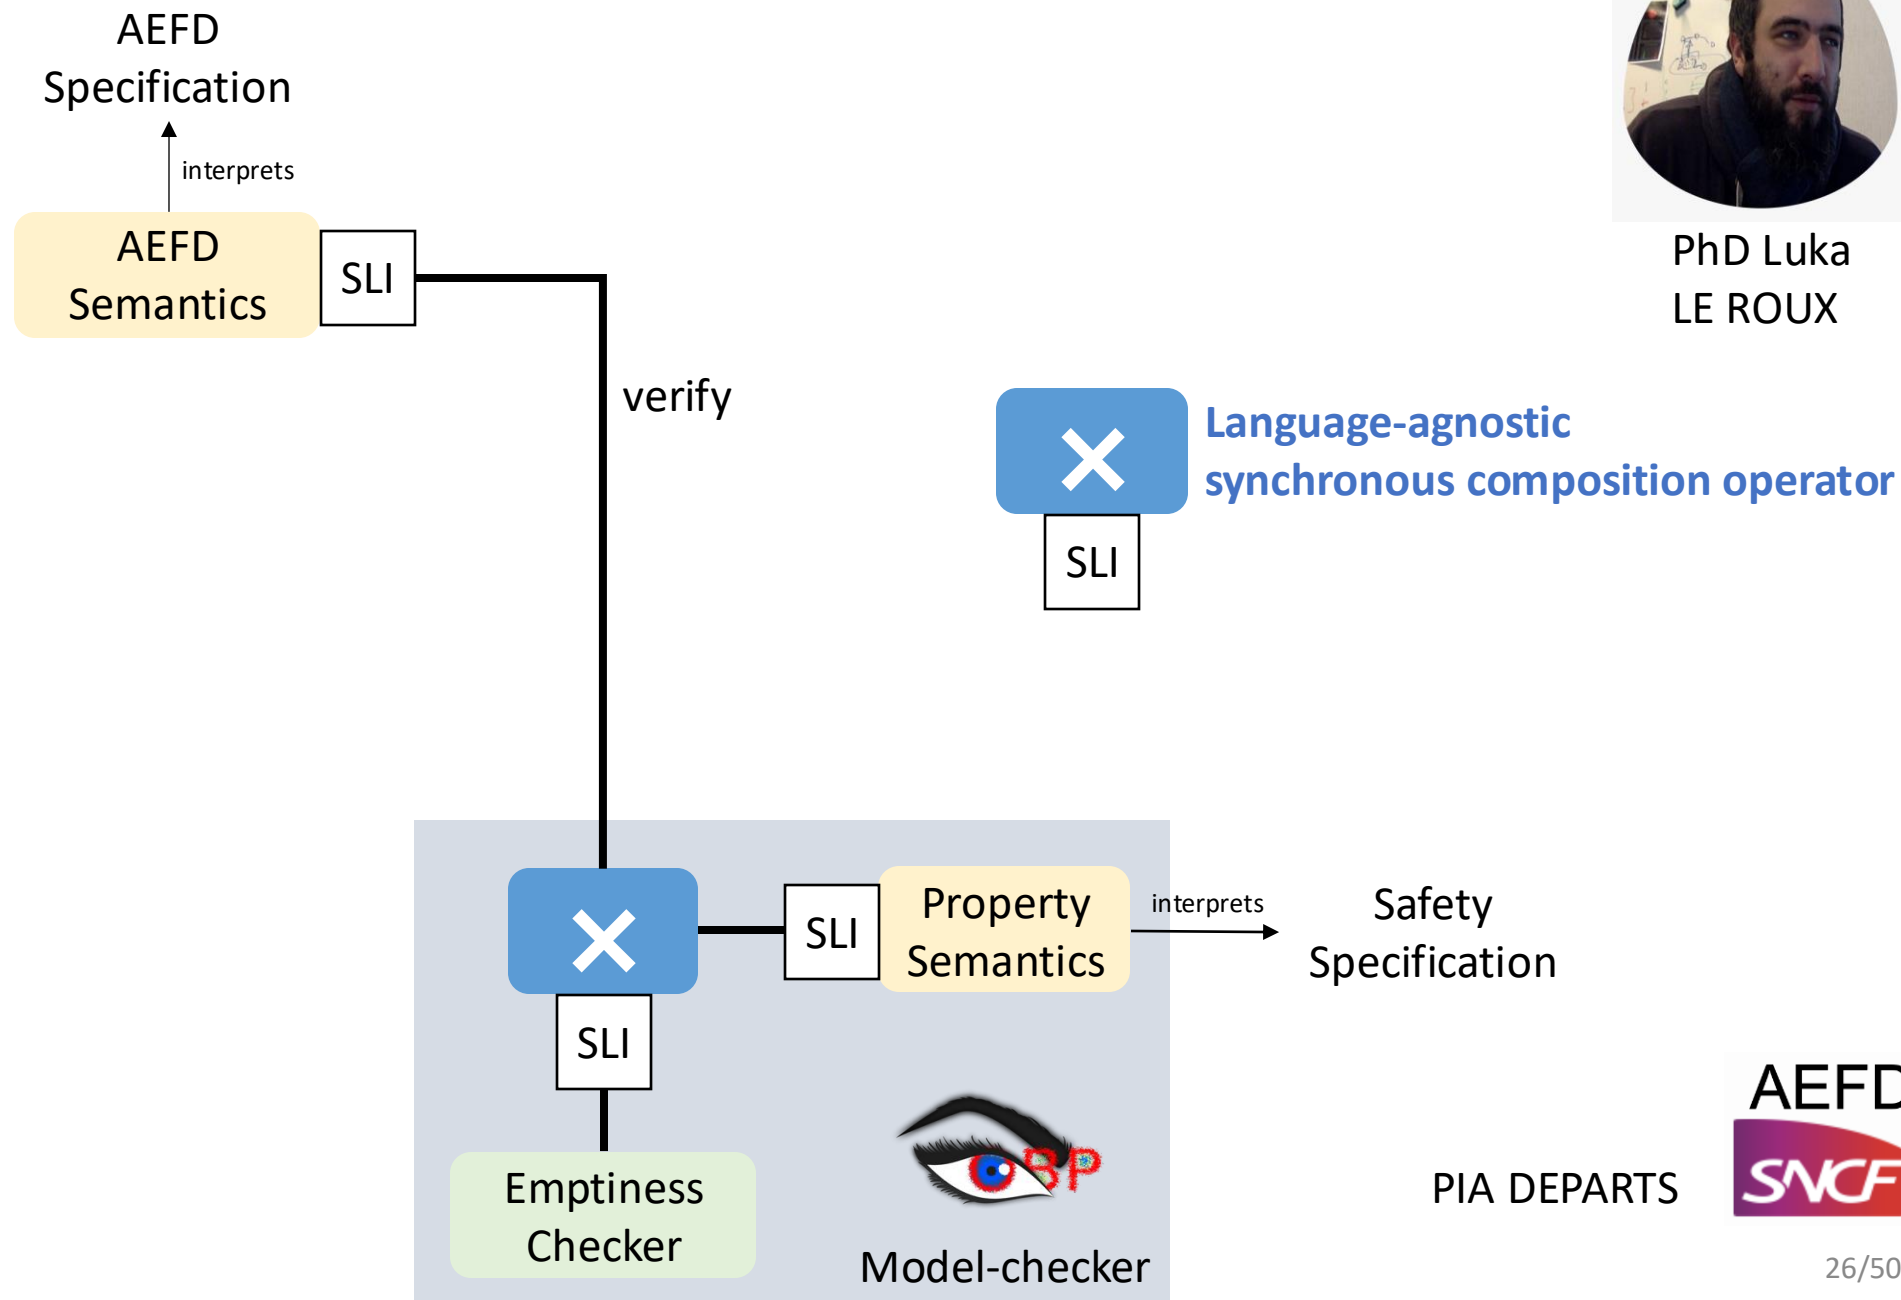 AEFD
Specification
interprets
AEFD
Semantics
SLI
PhD Luka
LE ROUX
verify
×
Language-agnostic
synchronous composition operator
SLI
×
SLI
Property
Semantics
interprets
Safety
Specification
SLI
Emptiness
Checker
BP
Model-checker
PIA DEPARTS
AEFD
SNCF
26/50